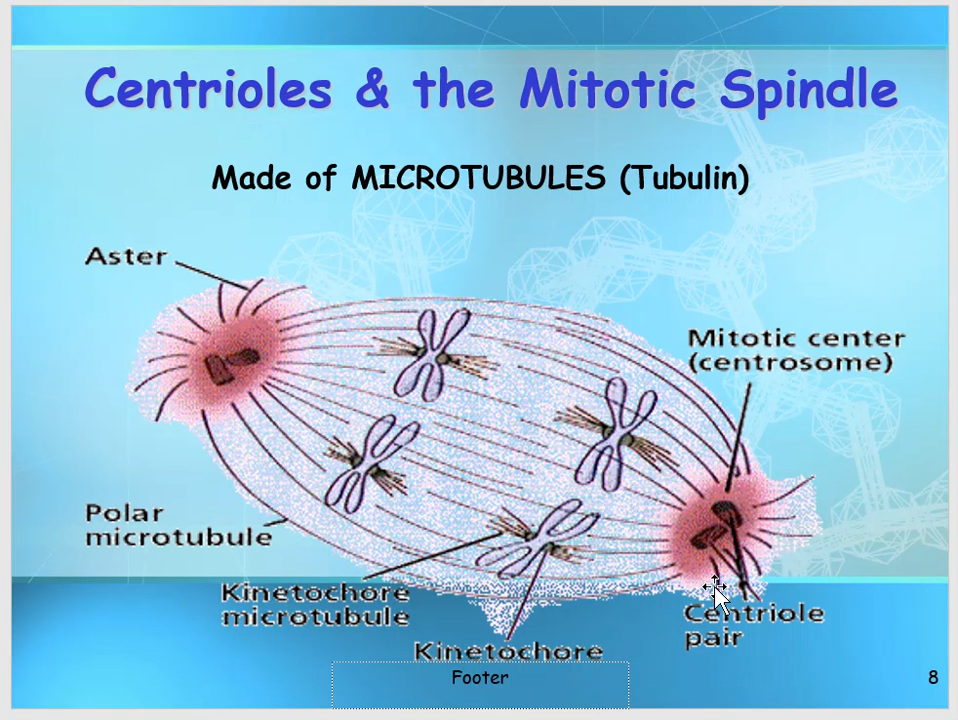 Centrioles & the Mitotic Spindle
Made of MICROTUBULES (Tubulin)
Aster
Mitotic center
(centrosome)
Polar
microtubule
Kinetochore
microtubule
Centriole
pair
Kinetochore
Footer
8